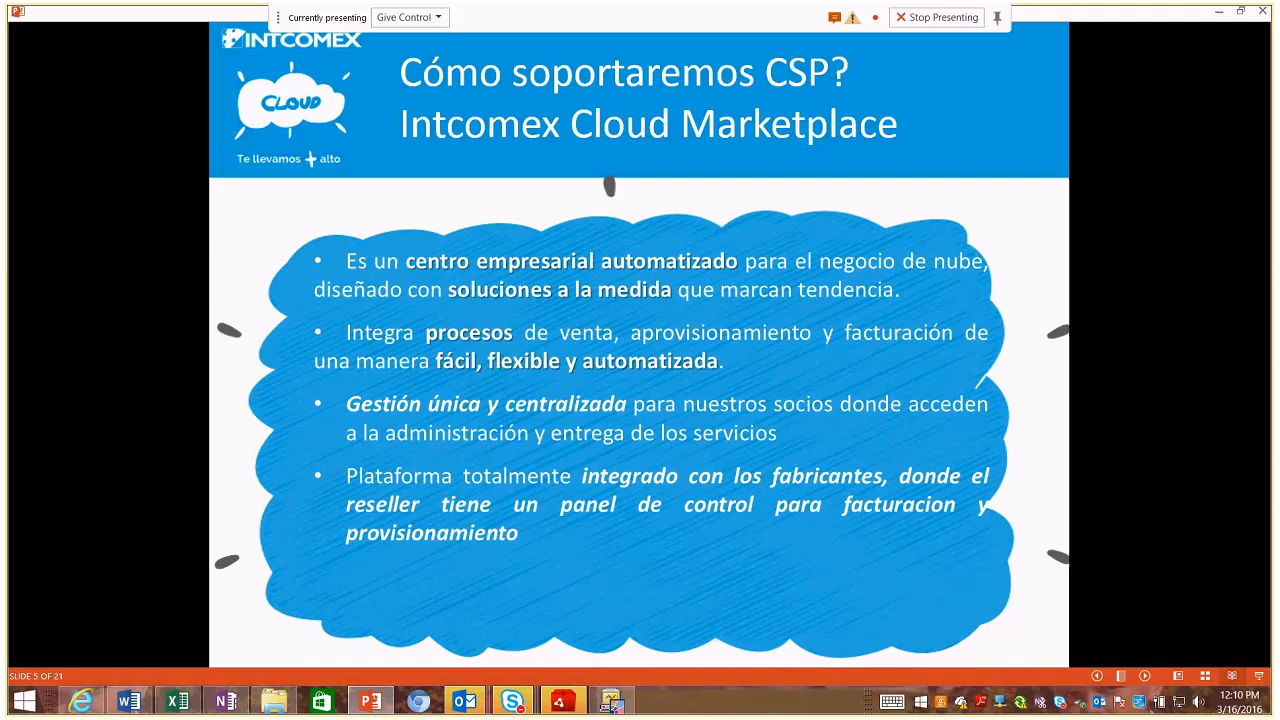 Currently presenting
Give Control
Stop Presenting
INTCOMEX
CLOUD
Te llevamos + alto
Cómo soportaremos CSP?
Intcomex Cloud Marketplace
• Es un centro empresarial automatizado para el negocio de nube,
diseñado con soluciones a la medida que marcan tendencia.
• Integra procesos de venta, aprovisionamiento y facturación de
una manera fácil, flexible y automatizada.
• Gestión única y centralizada para nuestros socios donde acceden
a la administración y entrega de los servicios
• Plataforma totalmente integrado con los fabricantes, donde el
reseller tiene un panel de control para facturacion y
provisionamiento
SLIDE 5 OF 21
12:10 PM
3/16/2016